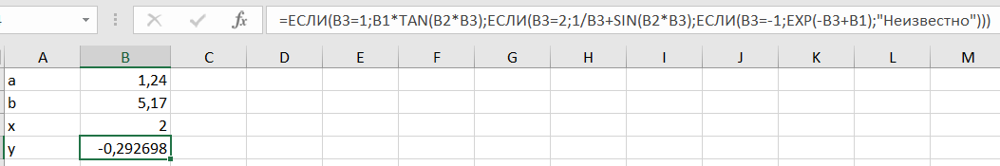 =ЕСЛИ(B3=1;B1*TAN(B2*B3);ЕСЛИ(B3=2;1/B3+SIN(B2*B3);ЕСЛИ(B3=-1;EXP(-B3+B1);"Неизвестно")))
A B C D E F G H I J K L M
a 1,24
b 5,17
x 2
y -0,292698